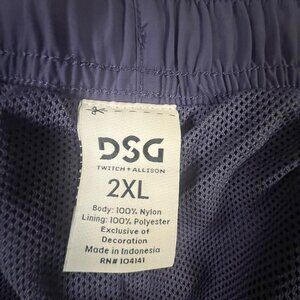 DSG
TWITCH + ALLISON
2XL
Body: 100% Nylon
Lining: 100% Polyester
Exclusive of
Decoration
Made in Indonesia
RN# 104141